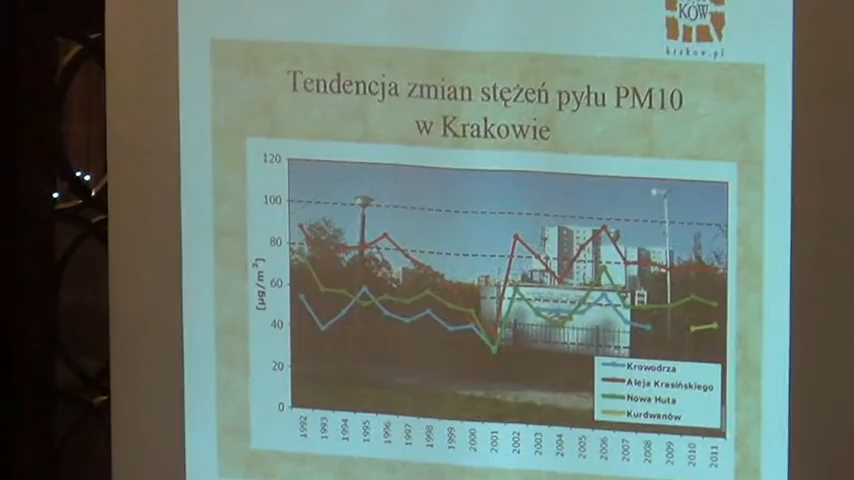 KÓW
krakow.pl
Tendencja zmian stężeń pyłu PM10
w Krakowie
120
100
80
60
40
20
0
[µg/m³]
1992 1993 1994 1995 1996 1997 1998 1999 2000 2001 2002 2003 2004 2005 2006 2007 2008 2009 2010 2011
Krowodrza
Aleja Krasińskiego
Nowa Huta
Kurdwanów